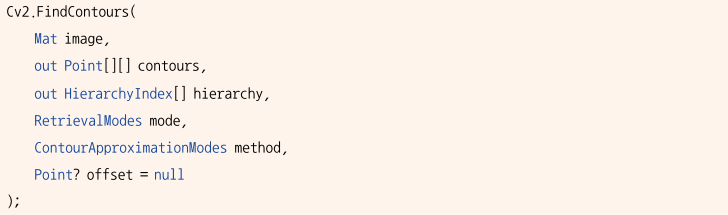 Cv2.FindContours(
Mat image,
out Point[][] contours,
out HierarchyIndex[] hierarchy,
RetrievalModes mode,
ContourApproximationModes method,
Point? offset = null
);